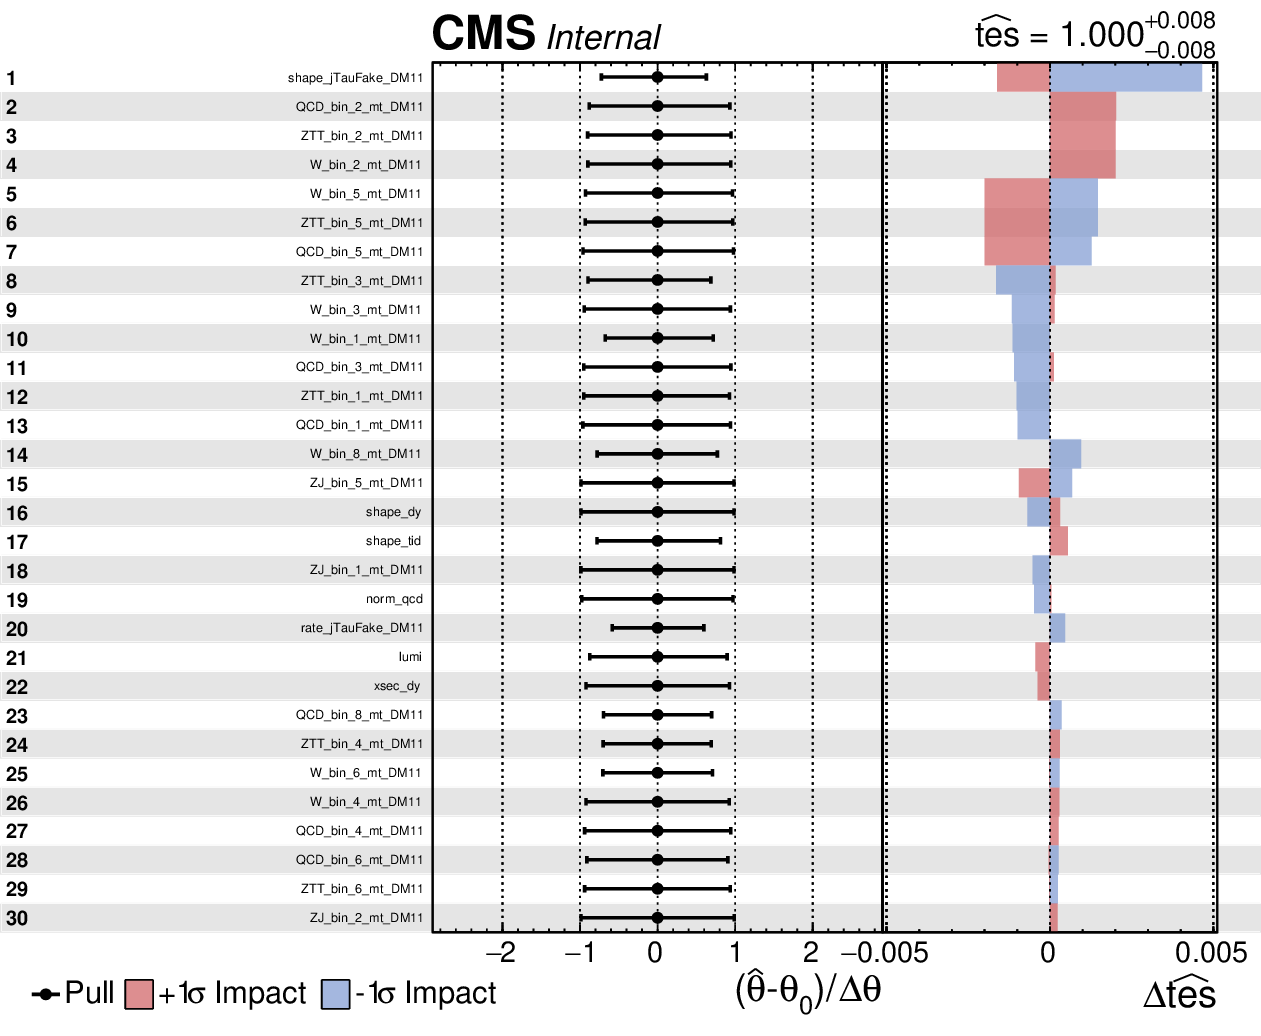 CMS Internal
t̂es = 1.000 +0.008 −0.008
1 shape_jTauFake_DM11
2 QCD_bin_2_mt_DM11
3 ZTT_bin_2_mt_DM11
4 W_bin_2_mt_DM11
5 W_bin_5_mt_DM11
6 ZTT_bin_5_mt_DM11
7 QCD_bin_5_mt_DM11
8 ZTT_bin_3_mt_DM11
9 W_bin_3_mt_DM11
10 W_bin_1_mt_DM11
11 QCD_bin_3_mt_DM11
12 ZTT_bin_1_mt_DM11
13 QCD_bin_1_mt_DM11
14 W_bin_8_mt_DM11
15 ZJ_bin_5_mt_DM11
16 shape_dy
17 shape_tid
18 ZJ_bin_1_mt_DM11
19 norm_qcd
20 rate_jTauFake_DM11
21 lumi
22 xsec_dy
23 QCD_bin_8_mt_DM11
24 ZTT_bin_4_mt_DM11
25 W_bin_6_mt_DM11
26 W_bin_4_mt_DM11
27 QCD_bin_4_mt_DM11
28 QCD_bin_6_mt_DM11
29 ZTT_bin_6_mt_DM11
30 ZJ_bin_2_mt_DM11
−2 −1 0 1 2 −0.005 0 0.005
Pull +1σ Impact -1σ Impact (θ̂-θ₀)/Δθ Δt̂es